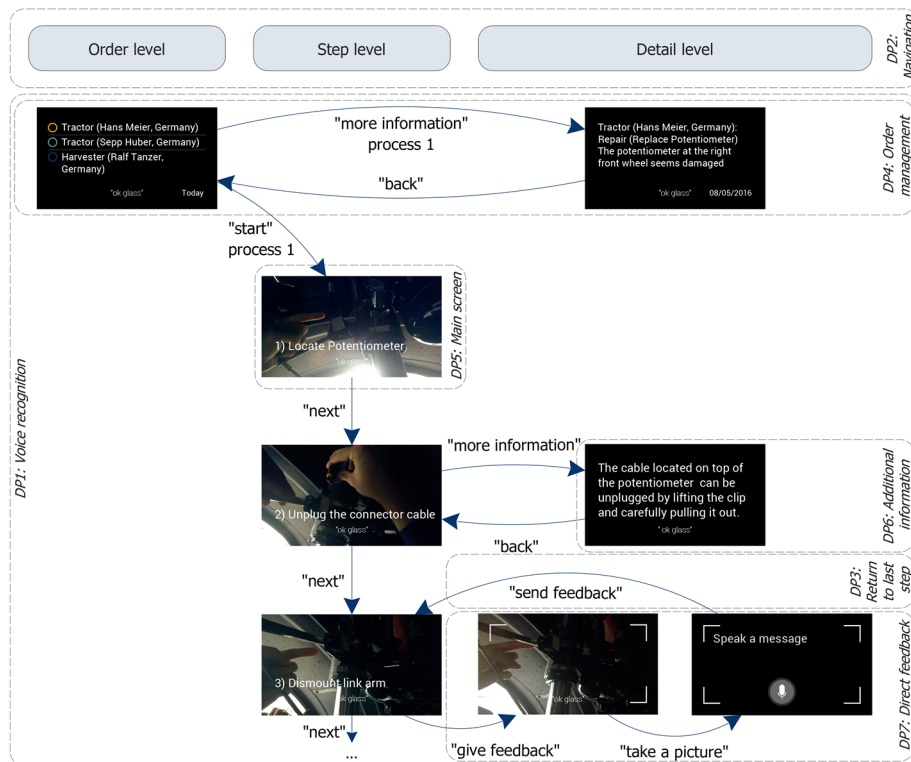 Order level
Step level
Detail level
DP2:
Navigation
Tractor (Hans Meier, Germany)
Tractor (Sepp Huber, Germany)
Harvester (Ralf Tanzer,
Germany)
"ok glass"
Today
"more information"
process 1
"back"
Tractor (Hans Meier, Germany):
Repair (Replace Potentiometer)
The potentiometer at the right
front wheel seems damaged
"ok glass"
08/05/2016
DP4: Order
management
"start"
process 1
1) Locate Potentiometer
"ok glass"
DP5: Main screen
DP1: Voice recognition
"next"
2) Unplug the connector cable
"ok glass"
"more information"
"back"
The cable located on top of
the potentiometer can be
unplugged by lifting the clip
and carefully pulling it out.
"ok glass"
DP6: Additional
information
DP3:
Return
to last
step
"next"
"send feedback"
3) Dismount link arm
"ok glass"
"ok glass"
Speak a message
DP7: Direct feedback
"next"
"give feedback"
"take a picture"
...